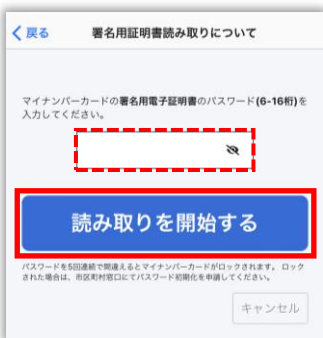 戻る 署名用証明書読み取りについて
マイナンバーカードの署名用電子証明書のパスワード(6-16桁)を
入力してください。
読み取りを開始する
パスワードを5回連続で間違えるとマイナンバーカードがロックされます。 ロック
された場合は、市区町村窓口にてパスワード初期化を申請してください。
キャンセル